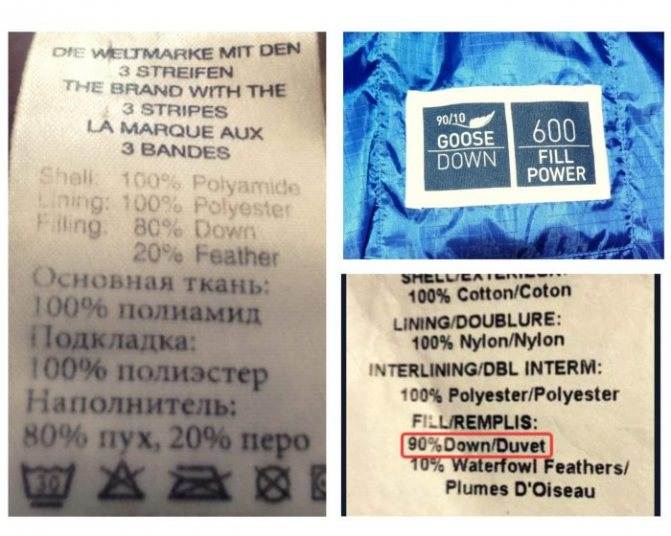 DIE WELTMARKE MIT DEN
3 STREIFEN
THE BRAND WITH THE
3 STRIPES
LA MARQUE AUX
3 BANDES
Shell: 100% Polyamide
Lining: 100% Polyester
Filling: 80% Down
20% Feather
Основная ткань:
100% полиамид
Подкладка:
100% полиэстер
Наполнитель:
80% пух, 20% перо
30
90/10
GOOSE
DOWN
600
FILL
POWER
100% Cotton/Coton
LINING/DOUBLURE:
100% Nylon/Nylon
INTERLINING/DBL INTERM:
100% Polyester/Polyester
FILL/REMPLIS:
90%Down/Duvet
10% Waterfowl Feathers/
Plumes D'Oiseau